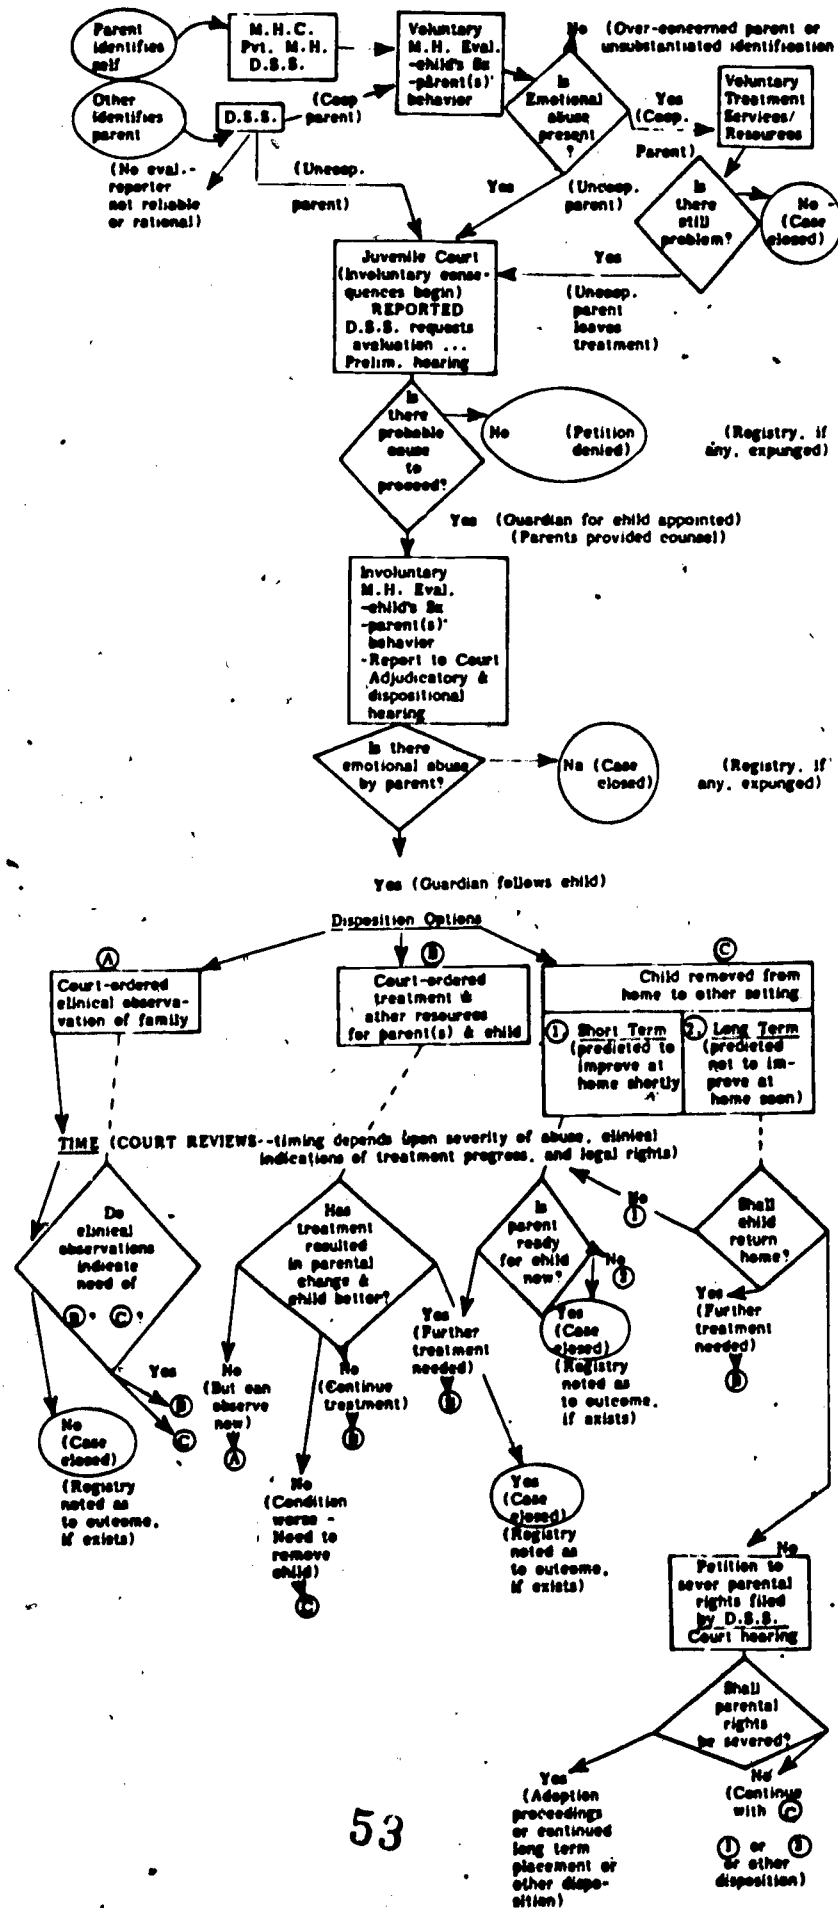 Parent
identifies
self
M.H.C.
Pvt. M.H.
D.S.S.
Voluntary
M.H. Eval.
-child's Sx
-parent(s)'
behavior
No (Over-concerned parent or
unsubstantiated identification
Is
Emotional
abuse
present
?
Yes
(Coop.
Parent)
Voluntary
Treatment
Services/
Resources
Other
identifies
parent
D.S.S.
(Coop
parent)
(No eval.-
reporter
not reliable
or rational)
(Uncoop.
parent)
Yes (Uncoop.
parent)
Is
there
still
problem?
No -
(Case
closed)
Juvenile Court
(Involuntary conse-
quences begin)
REPORTED
D.S.S. requests
evaluation ...
Prelim. hearing
Yes
(Uncoop.
parent
leaves
treatment)
Is
there
probable
cause
to
proceed?
No (Petition
denied)
(Registry, if
any, expunged)
Yes (Guardian for child appointed)
(Parents provided counsel)
Involuntary
M.H. Eval.
-child's Sx
-parent(s)'
behavior
-Report to Court
Adjudicatory &
dispositional
hearing
Is there
emotional abuse
by parent?
No (Case
closed)
(Registry, if
any, expunged)
Yes (Guardian follows child)
Disposition Options
A
Court-ordered
clinical observa-
vation of family
B
Court-ordered
treatment &
other resources
for parent(s) & child
C
Child removed from
home to other setting
1 Short Term
(predicted to
improve at
home shortly
2. Long Term
(predicted
not to im-
prove at
home soon)
TIME (COURT REVIEWS--timing depends upon severity of abuse, clinical
indications of treatment progress, and legal rights)
Do
clinical
observations
indicate
need of
B, C,
Yes
B
C
No
(Case
closed)
(Registry
noted as
to outcome,
if exists)
Has
treatment
resulted
in parental
change &
child better?
No
(But can
observe
now)
A
No
(Condition
worse -
Need to
remove
child)
C
No
(Continue
treatment)
B
Yes
(Further
treatment
needed)
B
Yes
(Case
closed)
(Registry
noted as
to outcome,
if exists)
Is
parent
ready
for child
now?
No
Yes
(Case
closed)
(Registry
noted as
to outcome,
if exists)
No
1
Shall
child
return
home?
Yes
(Further
treatment
needed)
B
No
Petition to
sever parental
rights filed
by D.S.S.
Court hearing
Shall
parental
rights
be severed?
Yes
(Adoption
proceedings
or continued
long term
placement or
other dispo-
sition)
No
(Continue
with C
1 or 2
or other
disposition)
53